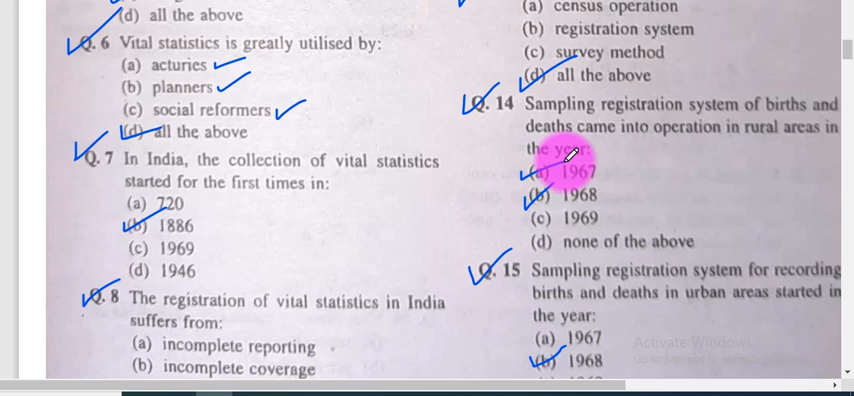 (d) all the above
Q. 6 Vital statistics is greatly utilised by:
(a) acturies
(b) planners
(c) social reformers
(d) all the above
Q. 7 In India, the collection of vital statistics
started for the first times in:
(a) 720
(b) 1886
(c) 1969
(d) 1946
Q. 8 The registration of vital statistics in India
suffers from:
(a) incomplete reporting
(b) incomplete coverage
(a) census operation
(b) registration system
(c) survey method
(d) all the above
Q. 14 Sampling registration system of births and
deaths came into operation in rural areas in
the year:
(a) 1967
(b) 1968
(c) 1969
(d) none of the above
Q. 15 Sampling registration system for recording
births and deaths in urban areas started in
the year:
(a) 1967
(b) 1968
Activate Windows